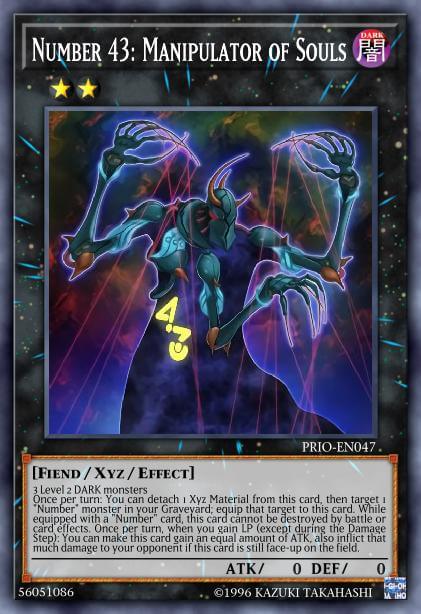 NUMBER 43: MANIPULATOR OF SOULS
DARK
闇
43
PRIO-EN047
[FIEND / XYZ / EFFECT]
3 Level 2 DARK monsters
Once per turn: You can detach 1 Xyz Material from this card, then target 1
"Number" monster in your Graveyard; equip that target to this card. While
equipped with a "Number" card, this card cannot be destroyed by battle or
card effects. Once per turn, when you gain LP (except during the Damage
Step): You can make this card gain an equal amount of ATK, also inflict that
much damage to your opponent if this card is still face-up on the field.
ATK/ 0 DEF/ 0
56051086
©1996 KAZUKI TAKAHASHI